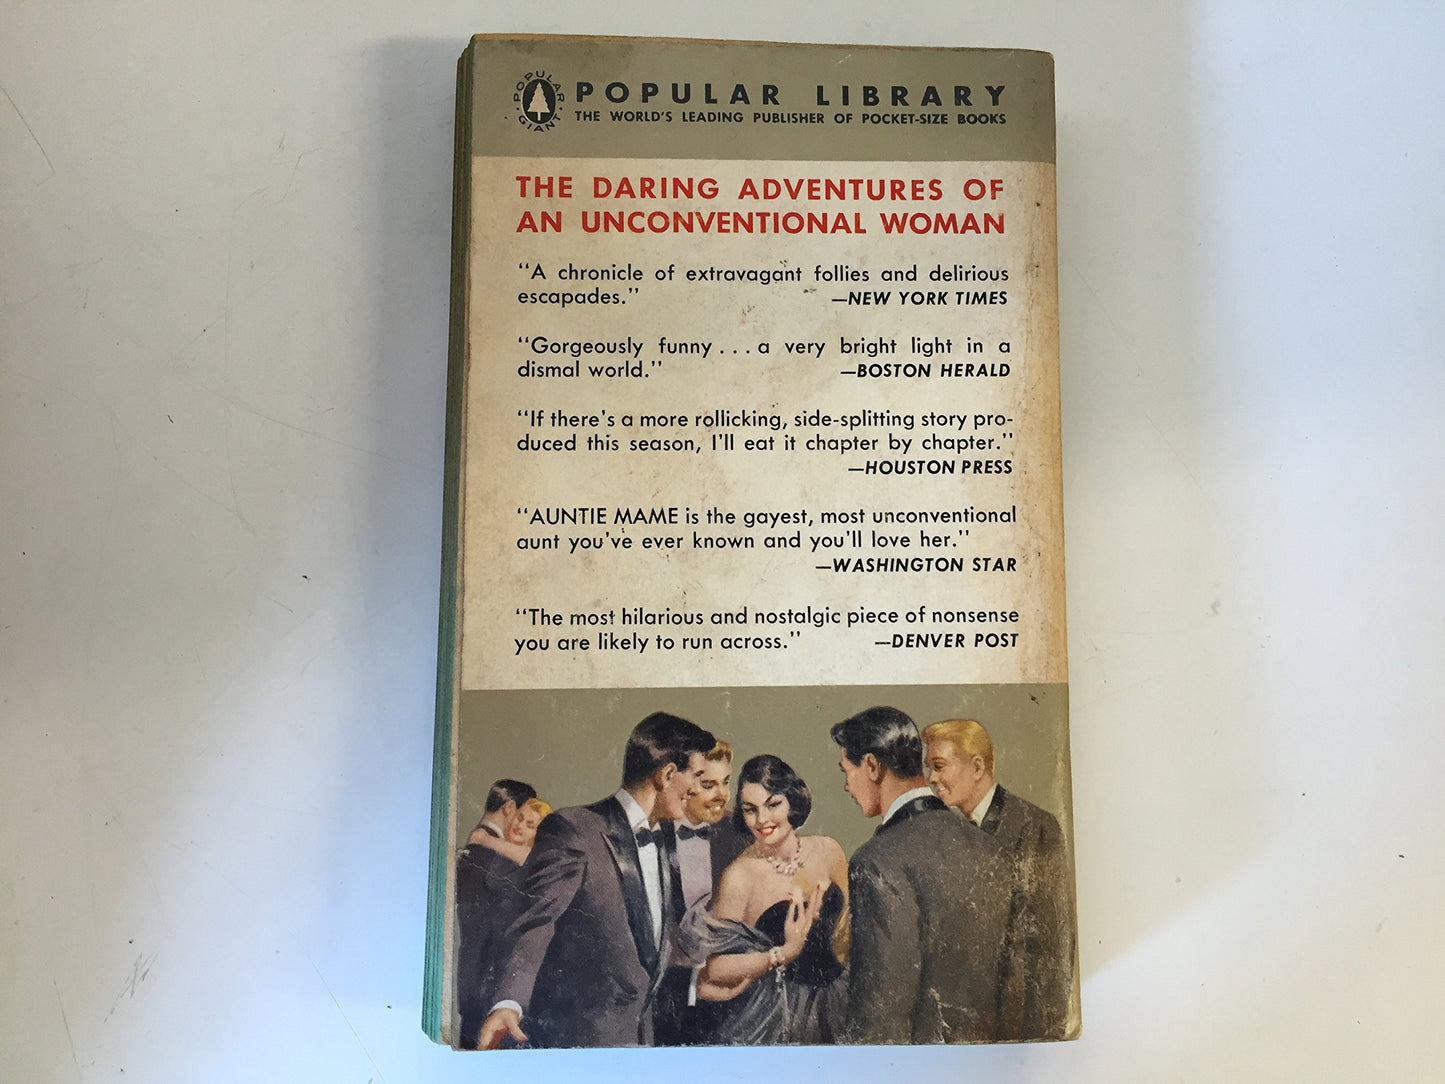 POPULAR GIANT
POPULAR LIBRARY
THE WORLD'S LEADING PUBLISHER OF POCKET-SIZE BOOKS
THE DARING ADVENTURES OF
AN UNCONVENTIONAL WOMAN
"A chronicle of extravagant follies and delirious
escapades." —NEW YORK TIMES
"Gorgeously funny . . . a very bright light in a
dismal world." —BOSTON HERALD
"If there's a more rollicking, side-splitting story pro-
duced this season, I'll eat it chapter by chapter."
—HOUSTON PRESS
"AUNTIE MAME is the gayest, most unconventional
aunt you've ever known and you'll love her."
—WASHINGTON STAR
"The most hilarious and nostalgic piece of nonsense
you are likely to run across." —DENVER POST